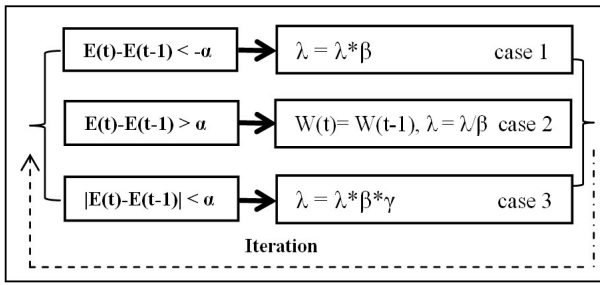 E(t)-E(t-1) < -α λ = λ*β case 1
E(t)-E(t-1) > α W(t)= W(t-1), λ = λ/β case 2
|E(t)-E(t-1)| < α λ = λ*β*γ case 3
Iteration